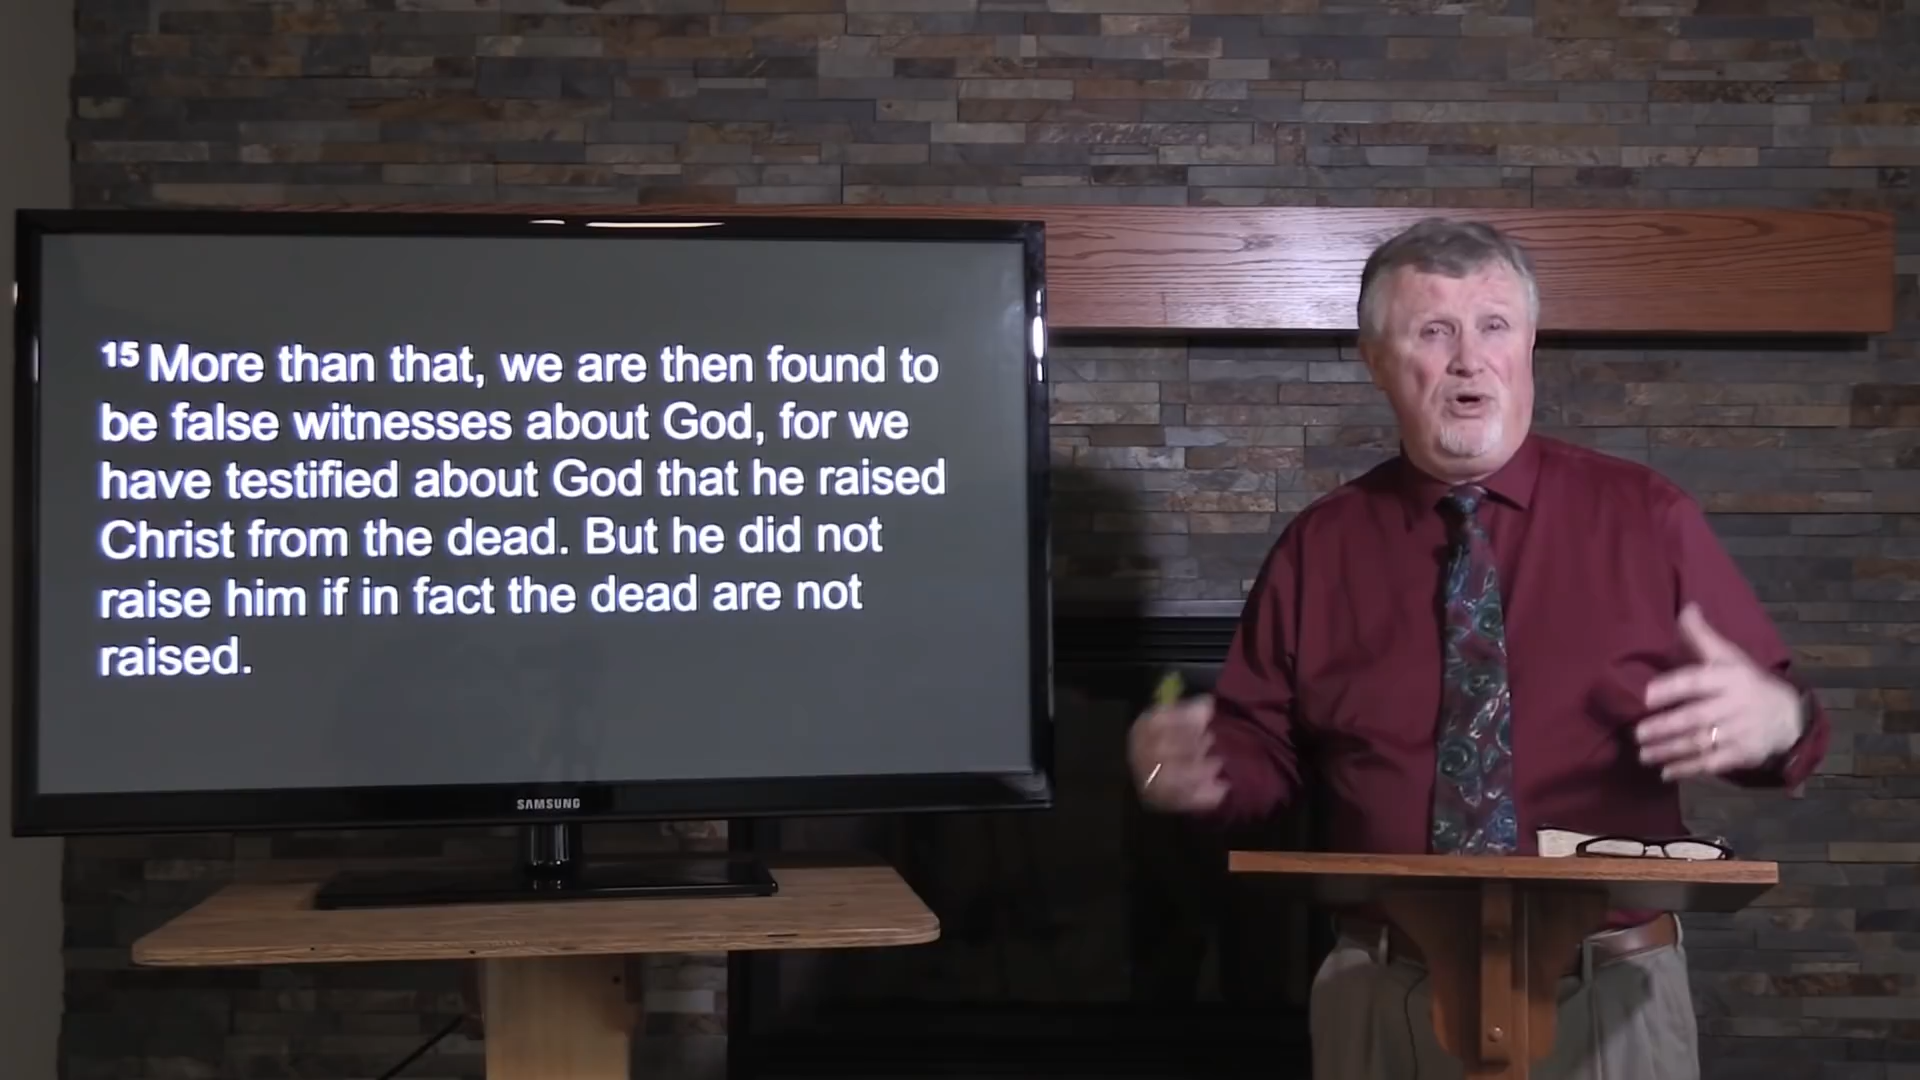 15 More than that, we are then found to
be false witnesses about God, for we
have testified about God that he raised
Christ from the dead. But he did not
raise him if in fact the dead are not
raised.
SAMSUNG